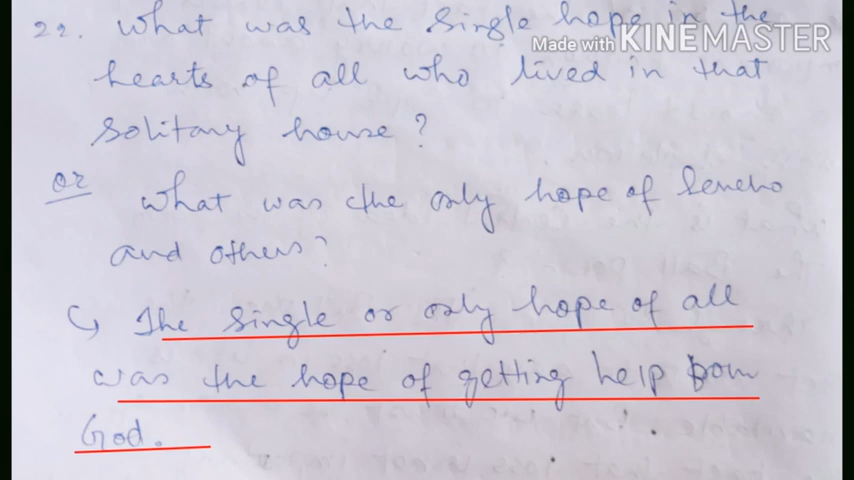 22. What was the single hope in the
Made with KINEMASTER
hearts of all who lived in that
solitary house?
or What was the only hope of Lencho
and others?
↳ The single or only hope of all
was the hope of getting help from
God.